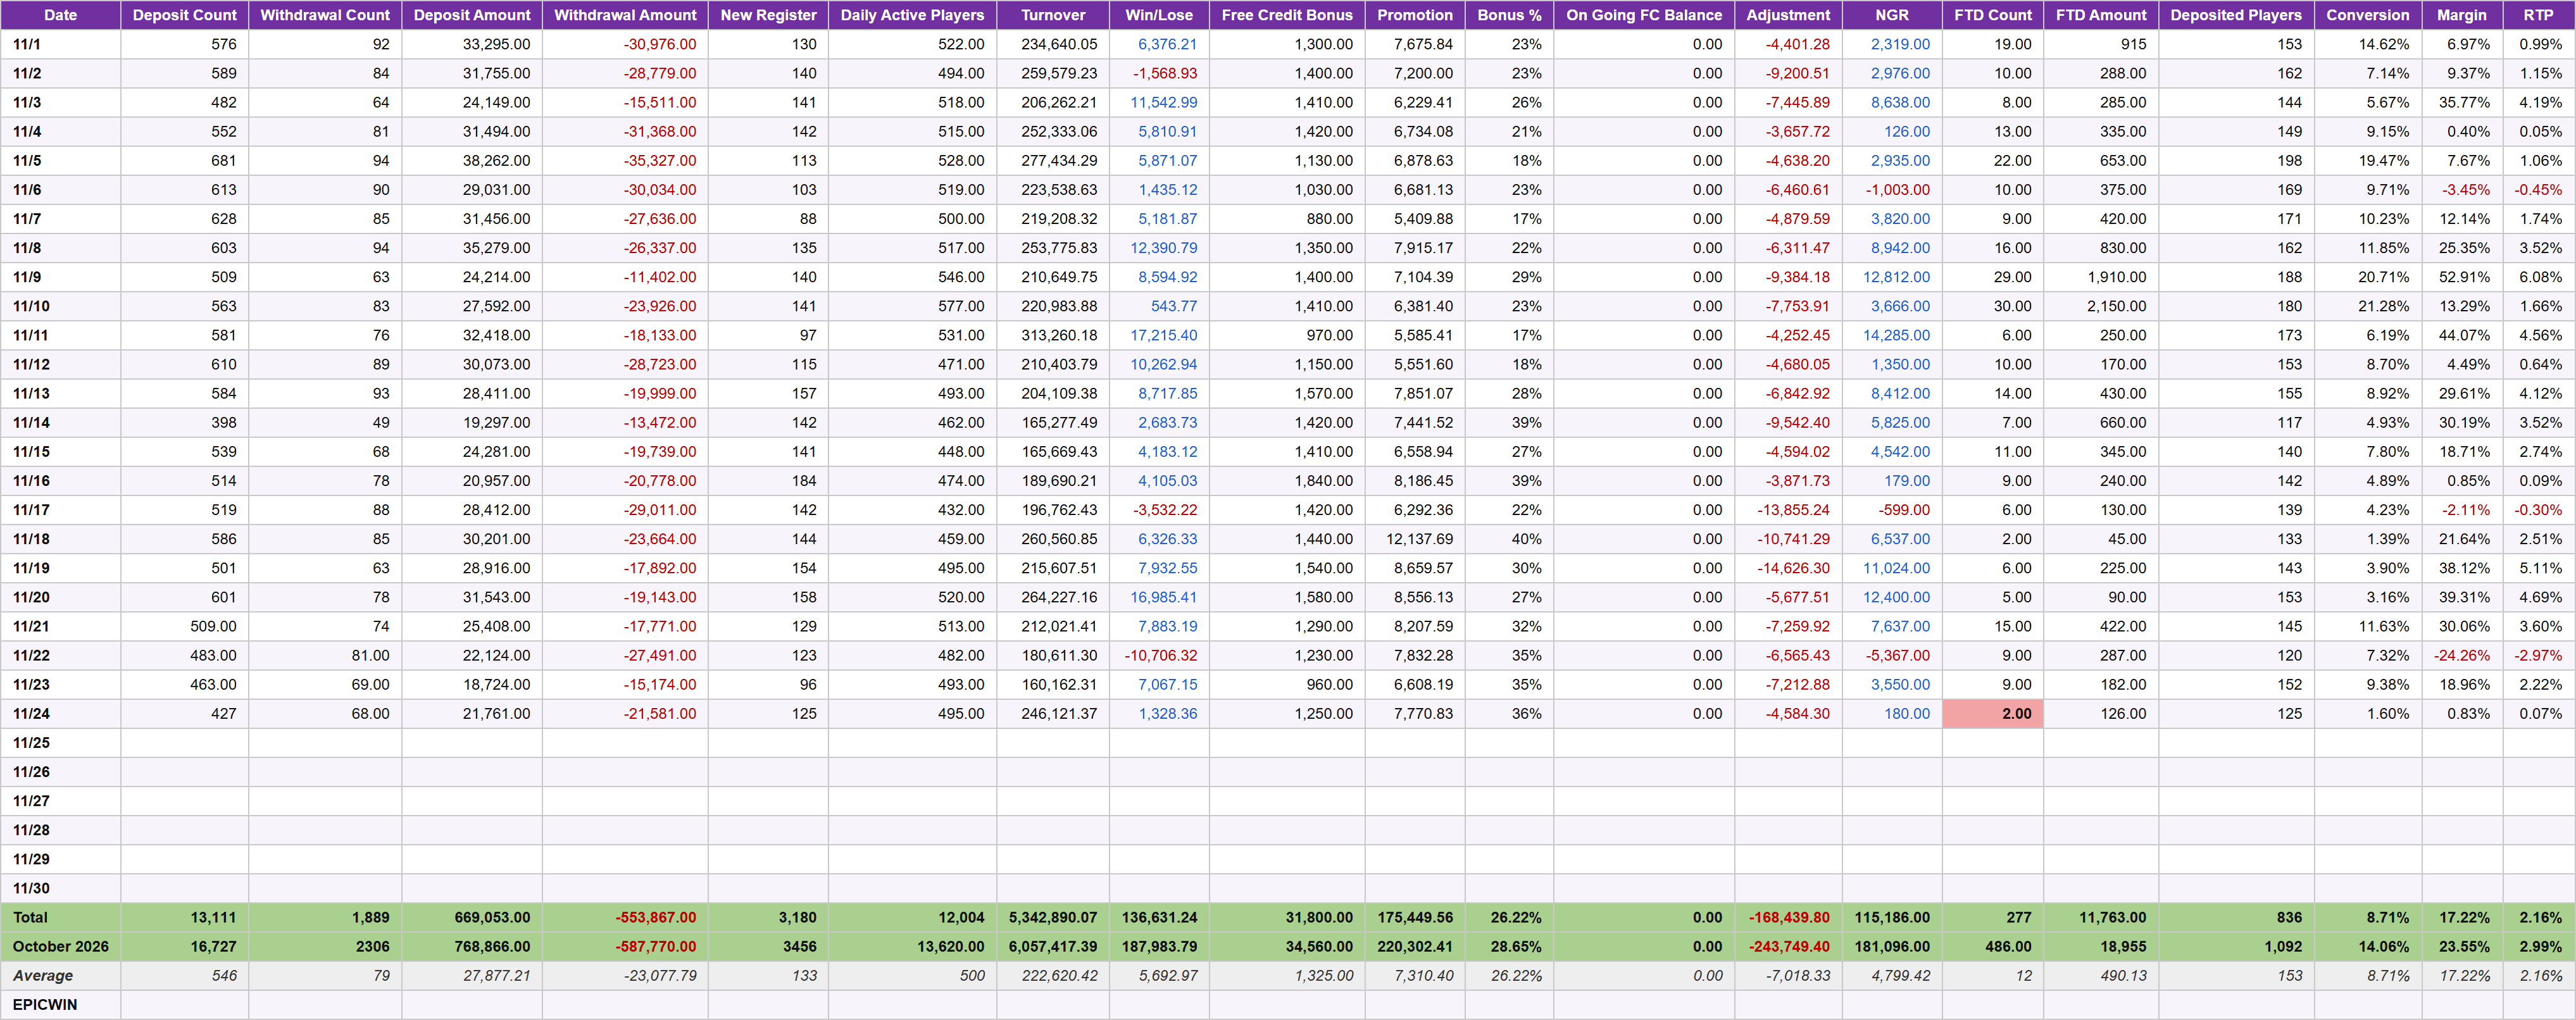 Date Deposit Count Withdrawal Count Deposit Amount Withdrawal Amount New Register Daily Active Players Turnover Win/Lose Free Credit Bonus Promotion Bonus % On Going FC Balance Adjustment NGR FTD Count FTD Amount Deposited Players Conversion Margin RTP
11/1 576 92 33,295.00 -30,976.00 130 522.00 234,640.05 6,376.21 1,300.00 7,675.84 23% 0.00 -4,401.28 2,319.00 19.00 915 153 14.62% 6.97% 0.99%
11/2 589 84 31,755.00 -28,779.00 140 494.00 259,579.23 -1,568.93 1,400.00 7,200.00 23% 0.00 -9,200.51 2,976.00 10.00 288.00 162 7.14% 9.37% 1.15%
11/3 482 64 24,149.00 -15,511.00 141 518.00 206,262.21 11,542.99 1,410.00 6,229.41 26% 0.00 -7,445.89 8,638.00 8.00 285.00 144 5.67% 35.77% 4.19%
11/4 552 81 31,494.00 -31,368.00 142 515.00 252,333.06 5,810.91 1,420.00 6,734.08 21% 0.00 -3,657.72 126.00 13.00 335.00 149 9.15% 0.40% 0.05%
11/5 681 94 38,262.00 -35,327.00 113 528.00 277,434.29 5,871.07 1,130.00 6,878.63 18% 0.00 -4,638.20 2,935.00 22.00 653.00 198 19.47% 7.67% 1.06%
11/6 613 90 29,031.00 -30,034.00 103 519.00 223,538.63 1,435.12 1,030.00 6,681.13 23% 0.00 -6,460.61 -1,003.00 10.00 375.00 169 9.71% -3.45% -0.45%
11/7 628 85 31,456.00 -27,636.00 88 500.00 219,208.32 5,181.87 880.00 5,409.88 17% 0.00 -4,879.59 3,820.00 9.00 420.00 171 10.23% 12.14% 1.74%
11/8 603 94 35,279.00 -26,337.00 135 517.00 253,775.83 12,390.79 1,350.00 7,915.17 22% 0.00 -6,311.47 8,942.00 16.00 830.00 162 11.85% 25.35% 3.52%
11/9 509 63 24,214.00 -11,402.00 140 546.00 210,649.75 8,594.92 1,400.00 7,104.39 29% 0.00 -9,384.18 12,812.00 29.00 1,910.00 188 20.71% 52.91% 6.08%
11/10 563 83 27,592.00 -23,926.00 141 577.00 220,983.88 543.77 1,410.00 6,381.40 23% 0.00 -7,753.91 3,666.00 30.00 2,150.00 180 21.28% 13.29% 1.66%
11/11 581 76 32,418.00 -18,133.00 97 531.00 313,260.18 17,215.40 970.00 5,585.41 17% 0.00 -4,252.45 14,285.00 6.00 250.00 173 6.19% 44.07% 4.56%
11/12 610 89 30,073.00 -28,723.00 115 471.00 210,403.79 10,262.94 1,150.00 5,551.60 18% 0.00 -4,680.05 1,350.00 10.00 170.00 153 8.70% 4.49% 0.64%
11/13 584 93 28,411.00 -19,999.00 157 493.00 204,109.38 8,717.85 1,570.00 7,851.07 28% 0.00 -6,842.92 8,412.00 14.00 430.00 155 8.92% 29.61% 4.12%
11/14 398 49 19,297.00 -13,472.00 142 462.00 165,277.49 2,683.73 1,420.00 7,441.52 39% 0.00 -9,542.40 5,825.00 7.00 660.00 117 4.93% 30.19% 3.52%
11/15 539 68 24,281.00 -19,739.00 141 448.00 165,669.43 4,183.12 1,410.00 6,558.94 27% 0.00 -4,594.02 4,542.00 11.00 345.00 140 7.80% 18.71% 2.74%
11/16 514 78 20,957.00 -20,778.00 184 474.00 189,690.21 4,105.03 1,840.00 8,186.45 39% 0.00 -3,871.73 179.00 9.00 240.00 142 4.89% 0.85% 0.09%
11/17 519 88 28,412.00 -29,011.00 142 432.00 196,762.43 -3,532.22 1,420.00 6,292.36 22% 0.00 -13,855.24 -599.00 6.00 130.00 139 4.23% -2.11% -0.30%
11/18 586 85 30,201.00 -23,664.00 144 459.00 260,560.85 6,326.33 1,440.00 12,137.69 40% 0.00 -10,741.29 6,537.00 2.00 45.00 133 1.39% 21.64% 2.51%
11/19 501 63 28,916.00 -17,892.00 154 495.00 215,607.51 7,932.55 1,540.00 8,659.57 30% 0.00 -14,626.30 11,024.00 6.00 225.00 143 3.90% 38.12% 5.11%
11/20 601 78 31,543.00 -19,143.00 158 520.00 264,227.16 16,985.41 1,580.00 8,556.13 27% 0.00 -5,677.51 12,400.00 5.00 90.00 153 3.16% 39.31% 4.69%
11/21 509.00 74 25,408.00 -17,771.00 129 513.00 212,021.41 7,883.19 1,290.00 8,207.59 32% 0.00 -7,259.92 7,637.00 15.00 422.00 145 11.63% 30.06% 3.60%
11/22 483.00 81.00 22,124.00 -27,491.00 123 482.00 180,611.30 -10,706.32 1,230.00 7,832.28 35% 0.00 -6,565.43 -5,367.00 9.00 287.00 120 7.32% -24.26% -2.97%
11/23 463.00 69.00 18,724.00 -15,174.00 96 493.00 160,162.31 7,067.15 960.00 6,608.19 35% 0.00 -7,212.88 3,550.00 9.00 182.00 152 9.38% 18.96% 2.22%
11/24 427 68.00 21,761.00 -21,581.00 125 495.00 246,121.37 1,328.36 1,250.00 7,770.83 36% 0.00 -4,584.30 180.00 2.00 126.00 125 1.60% 0.83% 0.07%
11/25
11/26
11/27
11/28
11/29
11/30
Total 13,111 1,889 669,053.00 -553,867.00 3,180 12,004 5,342,890.07 136,631.24 31,800.00 175,449.56 26.22% 0.00 -168,439.80 115,186.00 277 11,763.00 836 8.71% 17.22% 2.16%
October 2026 16,727 2306 768,866.00 -587,770.00 3456 13,620.00 6,057,417.39 187,983.79 34,560.00 220,302.41 28.65% 0.00 -243,749.40 181,096.00 486.00 18,955 1,092 14.06% 23.55% 2.99%
Average 546 79 27,877.21 -23,077.79 133 500 222,620.42 5,692.97 1,325.00 7,310.40 26.22% 0.00 -7,018.33 4,799.42 12 490.13 153 8.71% 17.22% 2.16%
EPICWIN